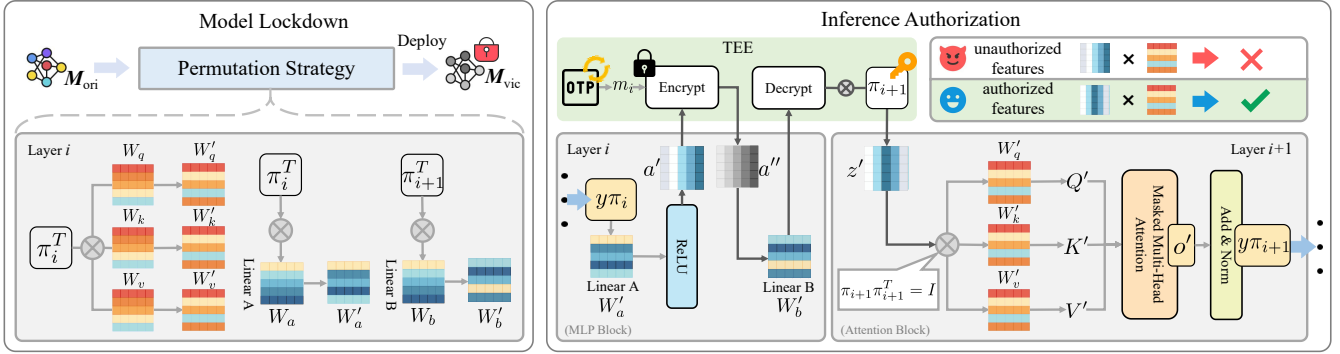 Model Lockdown
M_ori
Permutation Strategy
Deploy
M_vic
Layer i
W_q
W'_q
W_k
W'_k
W_v
W'_v
π_i^T
π_i^T
π_{i+1}^T
Linear A
W_a
W'_a
Linear B
W_b
W'_b
Inference Authorization
TEE
OTP
m_i
Encrypt
Decrypt
π_{i+1}
unauthorized
features
×
authorized
features
×
Layer i
a'
a''
yπ_i
ReLU
Linear A
W'_a
Linear B
W'_b
(MLP Block)
Layer i+1
z'
W'_q
Q'
W'_k
K'
W'_v
V'
π_{i+1}π_{i+1}^T = I
Masked Multi-Head
Attention
o'
Add & Norm
yπ_{i+1}
(Attention Block)